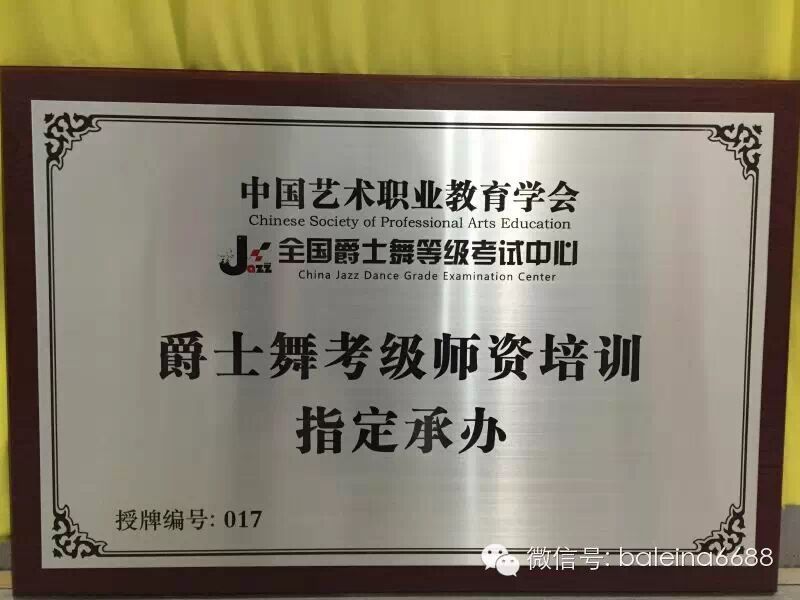 中国艺术职业教育学会
Chinese Society of Professional Arts Education
Jazz 全国爵士舞等级考试中心
China Jazz Dance Grade Examination Center
爵士舞考级师资培训
指定承办
授牌编号: 017
微信号: baleina6688